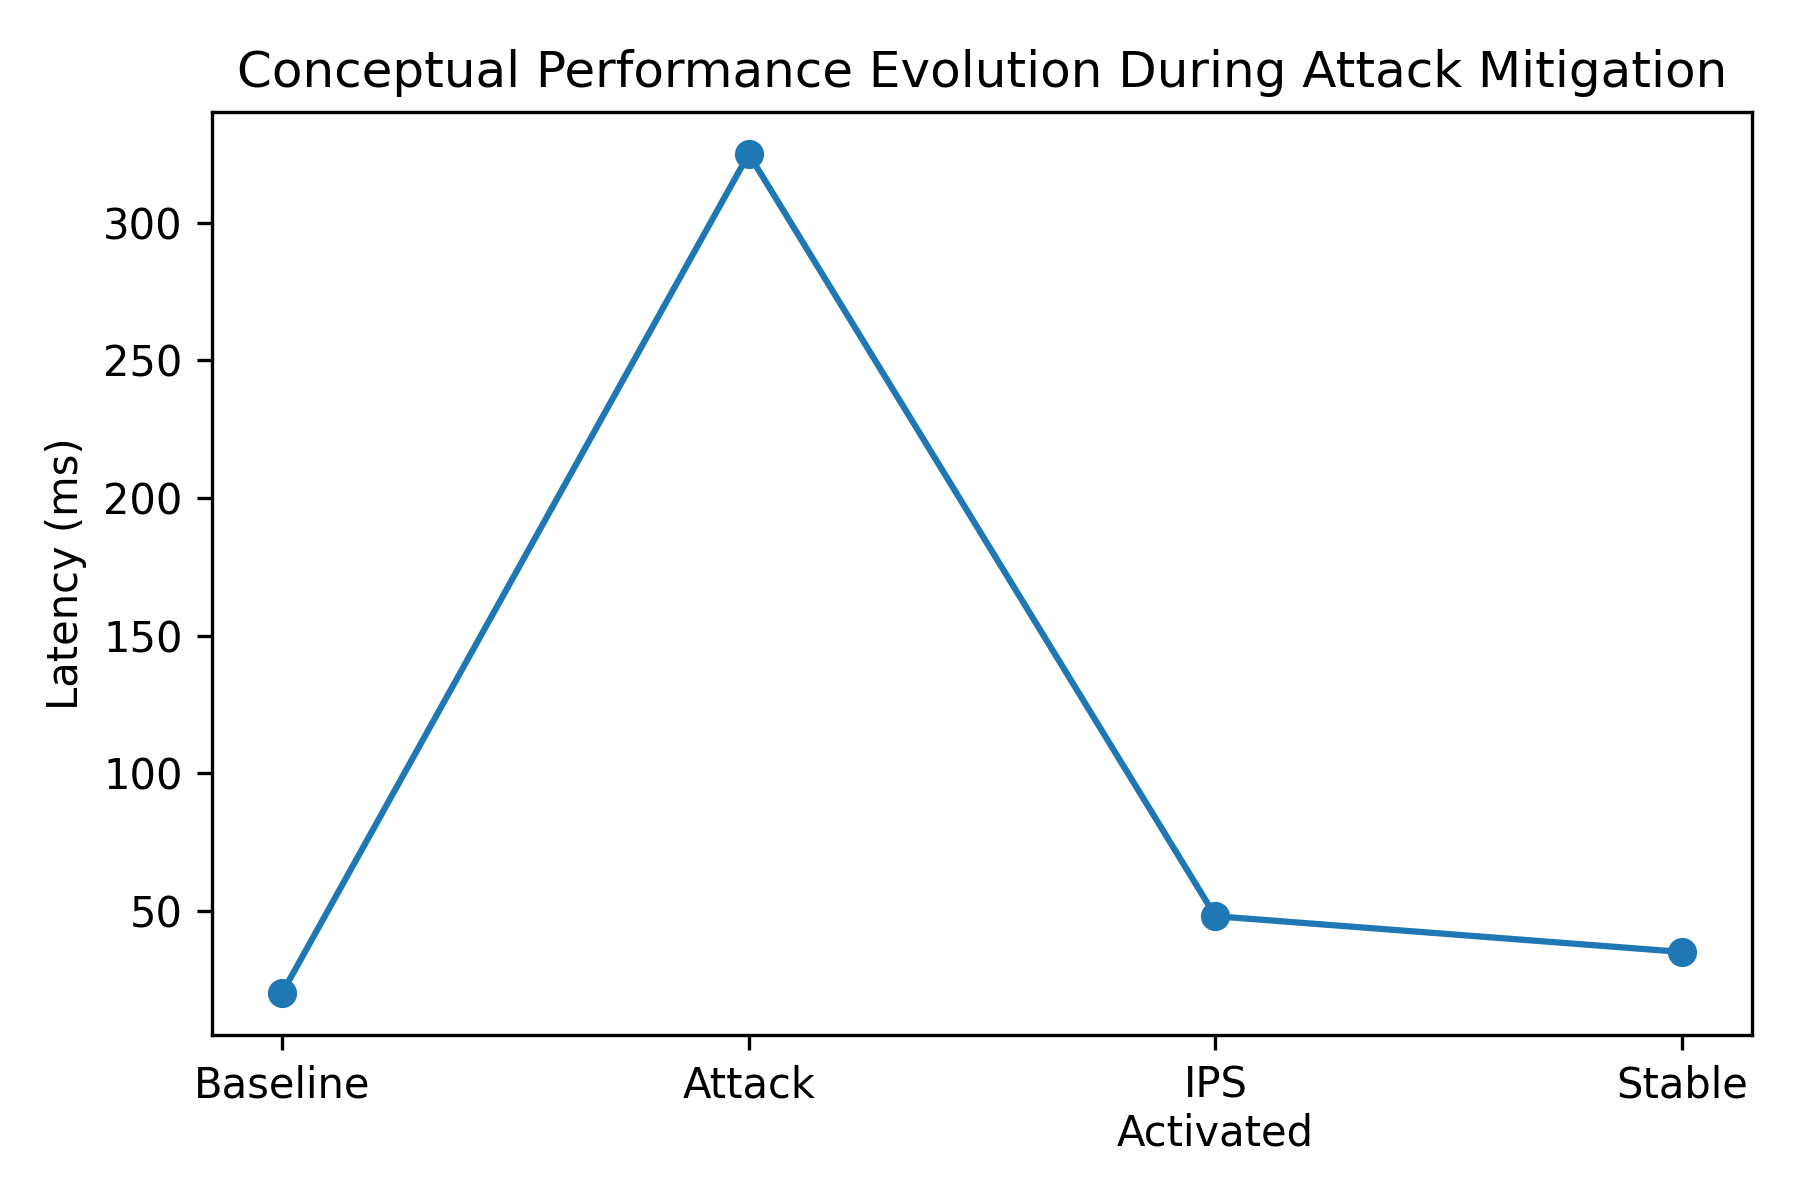 Conceptual Performance Evolution During Attack Mitigation
Latency (ms)
300
250
200
150
100
50
Baseline
Attack
IPS
Activated
Stable